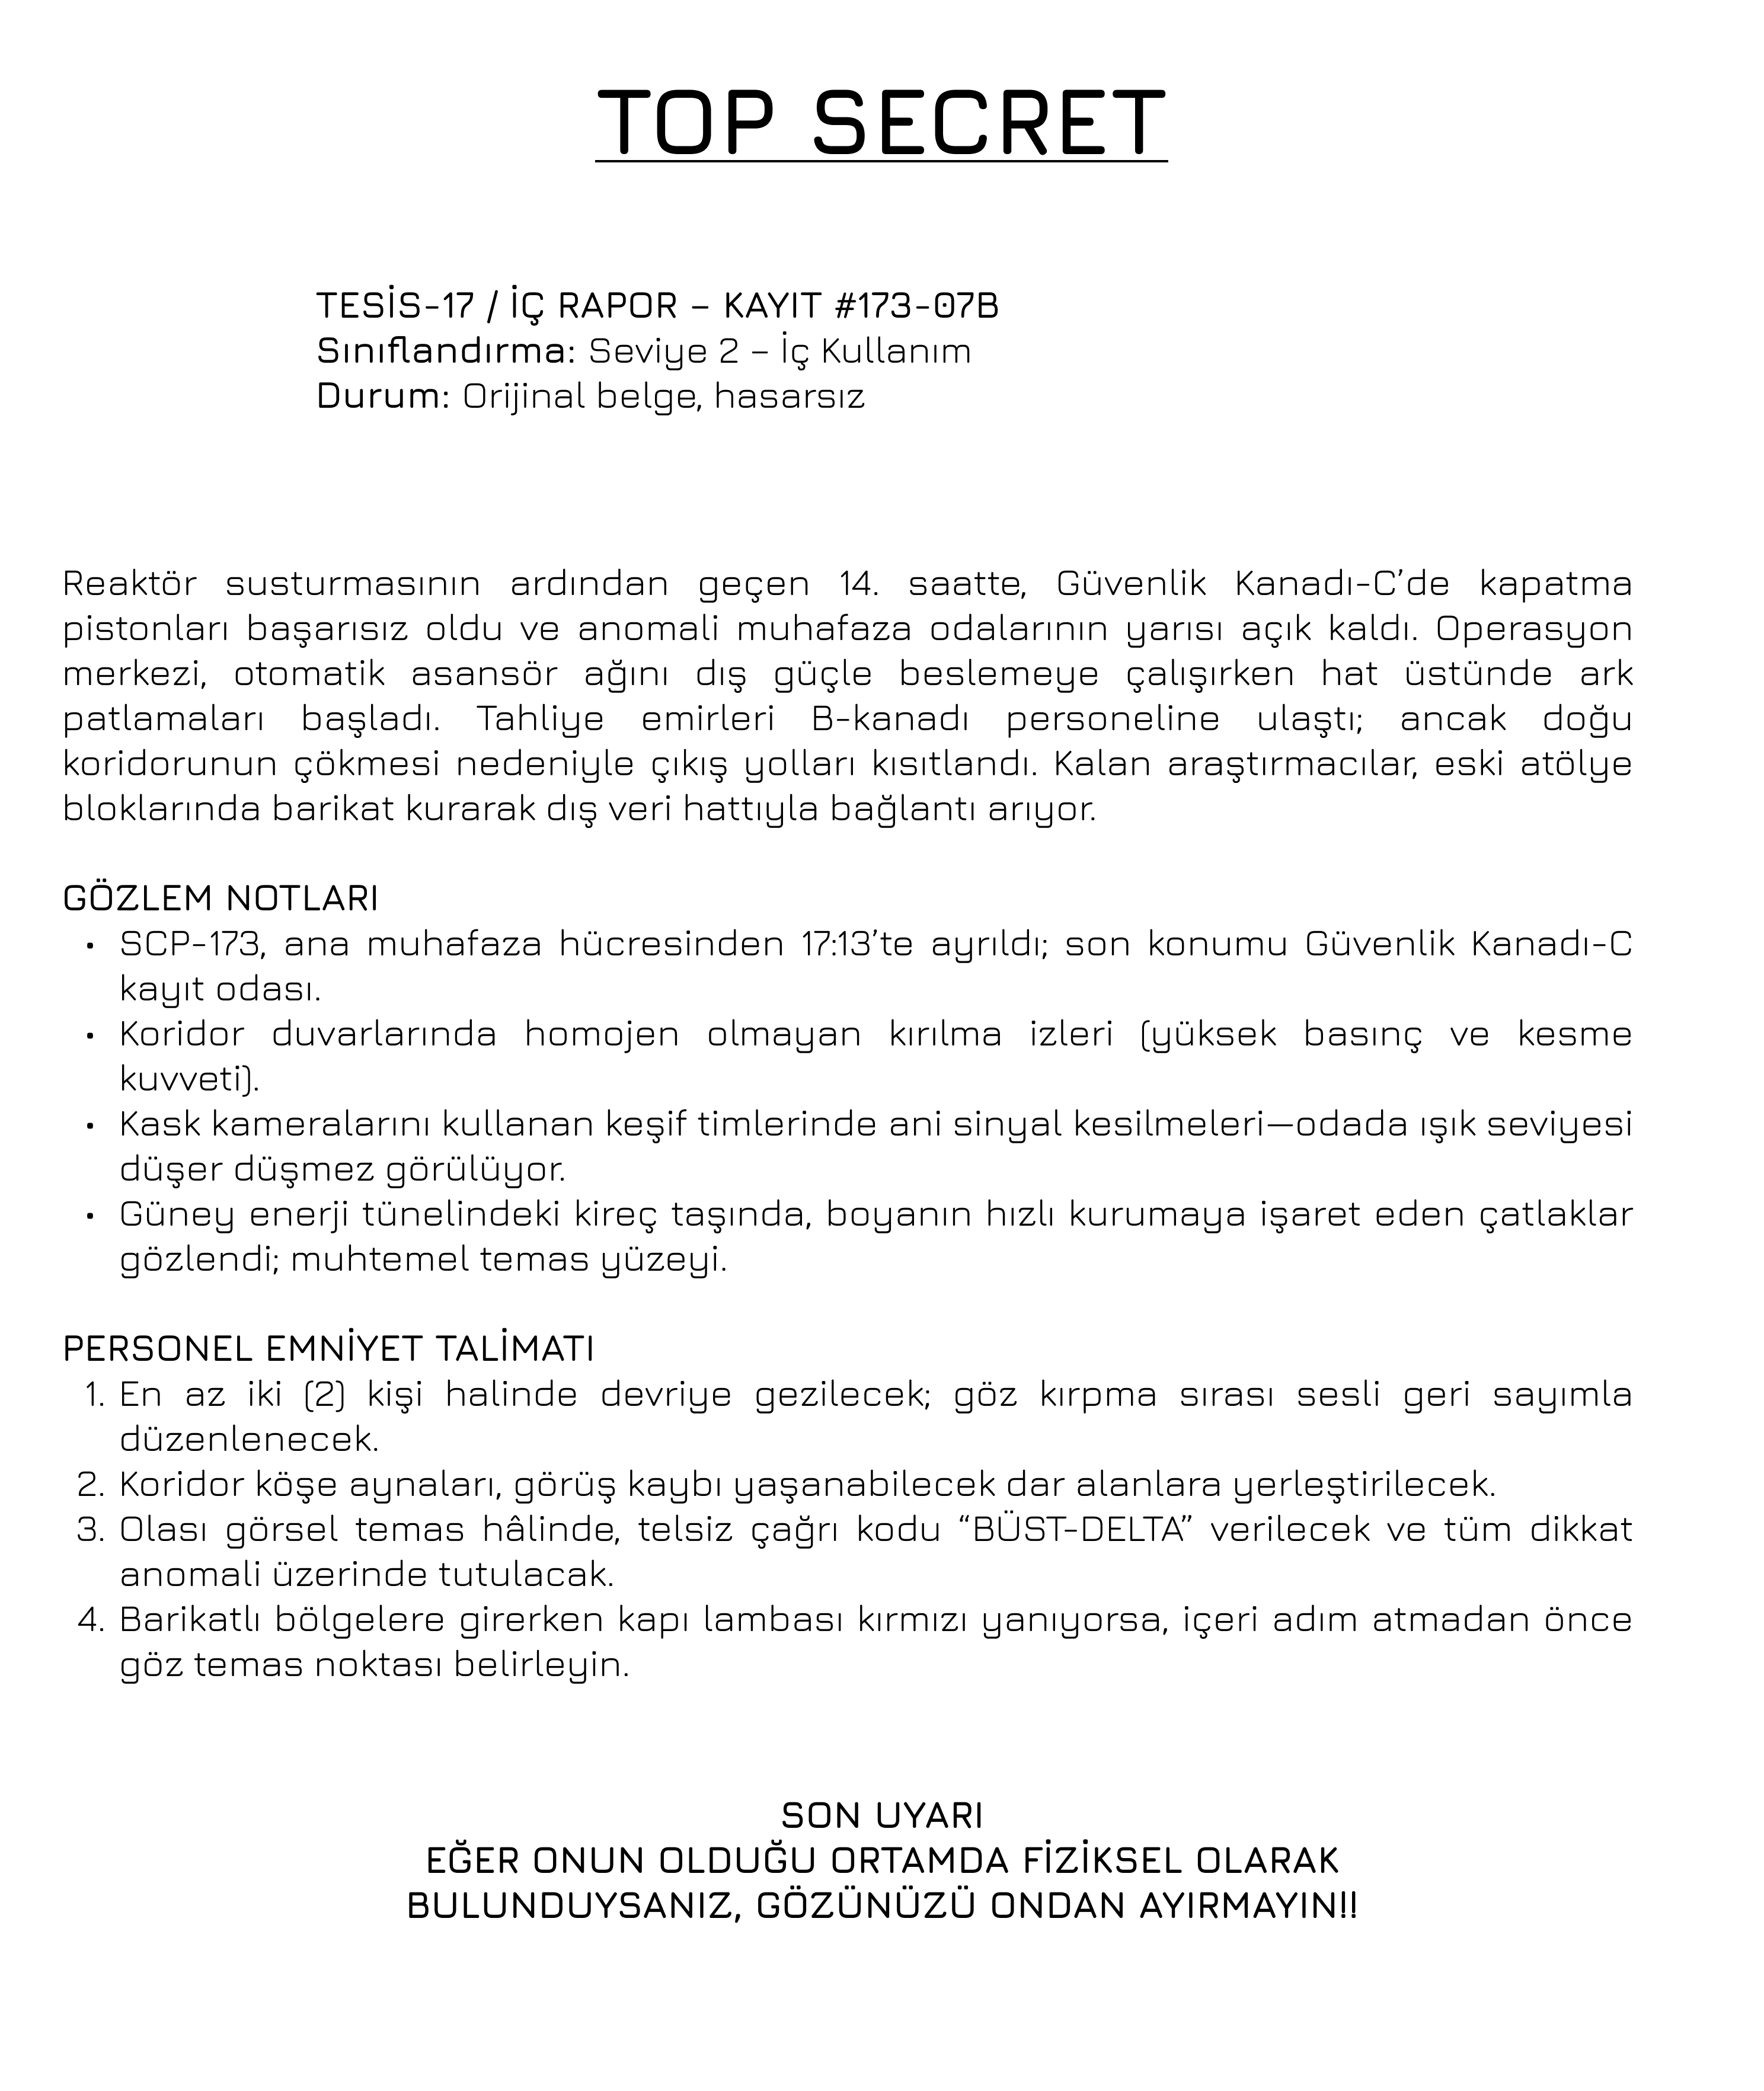 TOP SECRET
TESİS-17 / İÇ RAPOR – KAYIT #173-07B
Sınıflandırma: Seviye 2 – İç Kullanım
Durum: Orijinal belge, hasarsız
Reaktör susturmasının ardından geçen 14. saatte, Güvenlik Kanadı-C’de kapatma
pistonları başarısız oldu ve anomali muhafaza odalarının yarısı açık kaldı. Operasyon
merkezi, otomatik asansör ağını dış güçle beslemeye çalışırken hat üstünde ark
patlamaları başladı. Tahliye emirleri B-kanadı personeline ulaştı; ancak doğu
koridorunun çökmesi nedeniyle çıkış yolları kısıtlandı. Kalan araştırmacılar, eski atölye
bloklarında barikat kurarak dış veri hattıyla bağlantı arıyor.
GÖZLEM NOTLARI
• SCP-173, ana muhafaza hücresinden 17:13’te ayrıldı; son konumu Güvenlik Kanadı-C
kayıt odası.
• Koridor duvarlarında homojen olmayan kırılma izleri (yüksek basınç ve kesme
kuvveti).
• Kask kameralarını kullanan keşif timlerinde ani sinyal kesilmeleri—odada ışık seviyesi
düşer düşmez görülüyor.
• Güney enerji tünelindeki kireç taşında, boyanın hızlı kurumaya işaret eden çatlaklar
gözlendi; muhtemel temas yüzeyi.
PERSONEL EMNİYET TALİMATI
1. En az iki (2) kişi halinde devriye gezilecek; göz kırpma sırası sesli geri sayımla
düzenlenecek.
2. Koridor köşe aynaları, görüş kaybı yaşanabilecek dar alanlara yerleştirilecek.
3. Olası görsel temas hâlinde, telsiz çağrı kodu “BÜST-DELTA” verilecek ve tüm dikkat
anomali üzerinde tutulacak.
4. Barikatlı bölgelere girerken kapı lambası kırmızı yanıyorsa, içeri adım atmadan önce
göz temas noktası belirleyin.
SON UYARI
EĞER ONUN OLDUĞU ORTAMDA FİZİKSEL OLARAK
BULUNDUYSANIZ, GÖZÜNÜZÜ ONDAN AYIRMAYIN!!